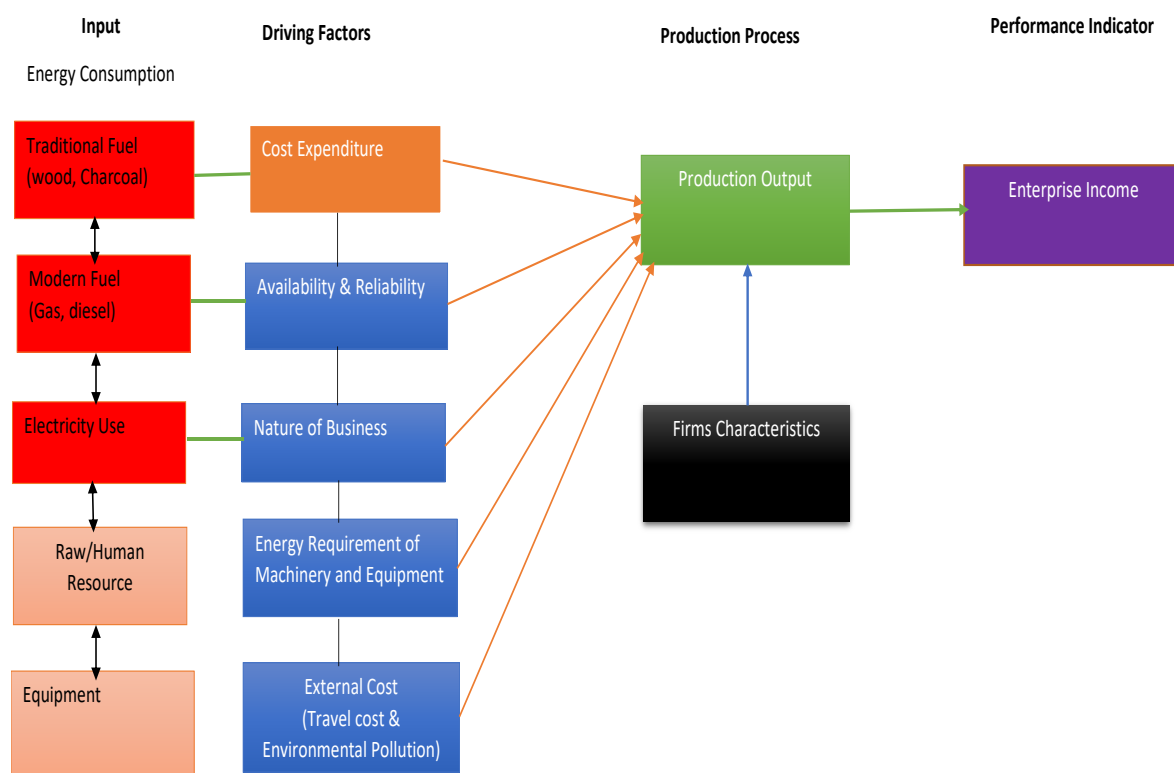 Input
Driving Factors
Production Process
Performance Indicator
Energy Consumption
Traditional Fuel
(wood, Charcoal)
Modern Fuel
(Gas, diesel)
Electricity Use
Raw/Human
Resource
Equipment
Cost Expenditure
Availability & Reliability
Nature of Business
Energy Requirement of
Machinery and Equipment
External Cost
(Travel cost &
Environmental Pollution)
Production Output
Firms Characteristics
Enterprise Income